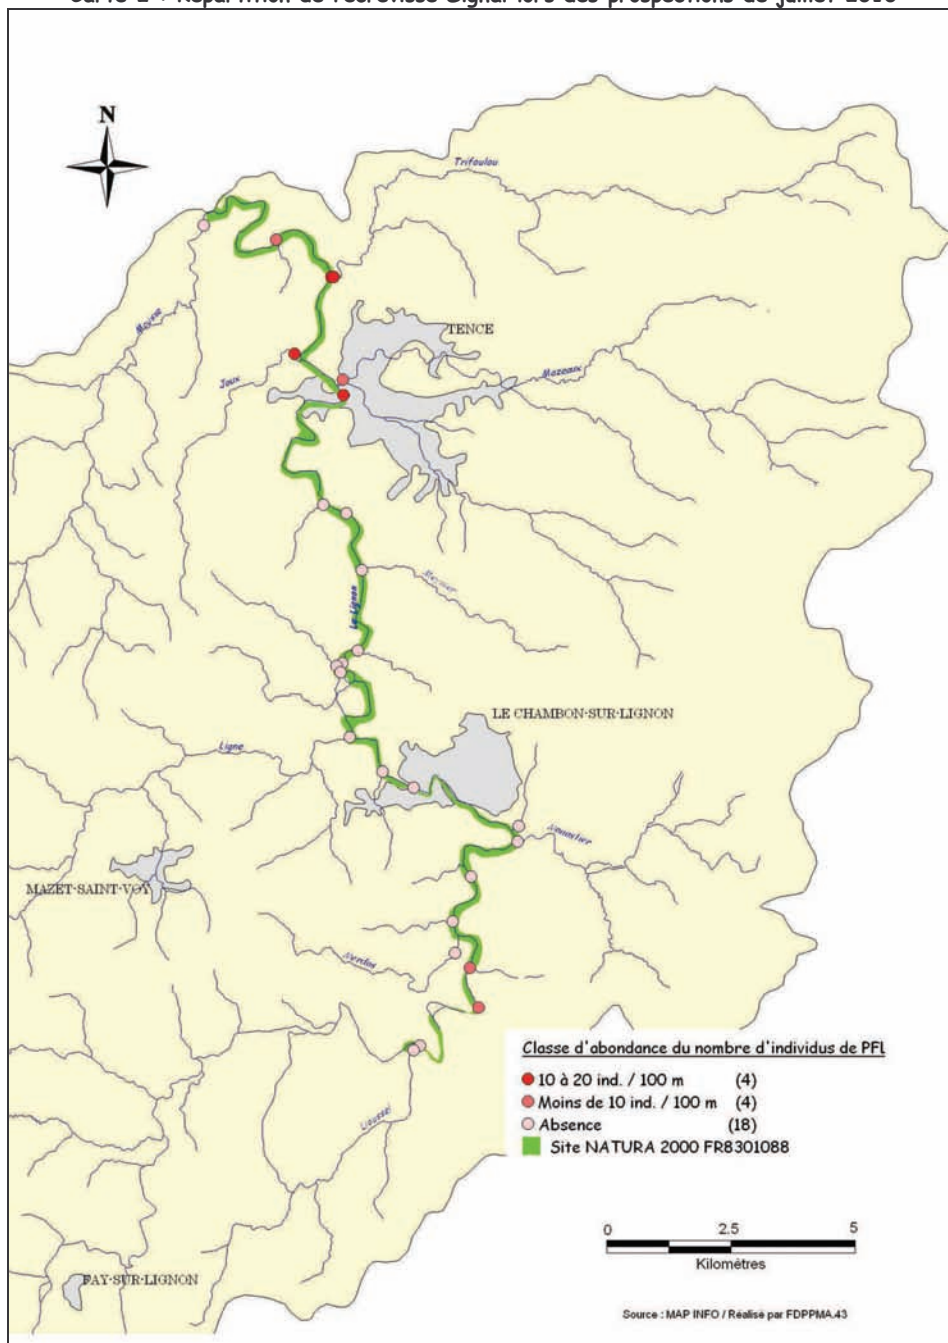 N
Trifoulou
TENCE
Mazeaux
Joux
Le Lignon
LE CHAMBON-SUR-LIGNON
Ligne
MAZET-SAINT-VOY
Classe d'abondance du nombre d'individus de PFL
10 à 20 ind. / 100 m (4)
Moins de 10 ind. / 100 m (4)
Absence (18)
Site NATURA 2000 FR8301088
0 2.5 5
Kilomètres
FAY-SUR-LIGNON
Source : MAP INFO / Réalisé par FDPPMA.43